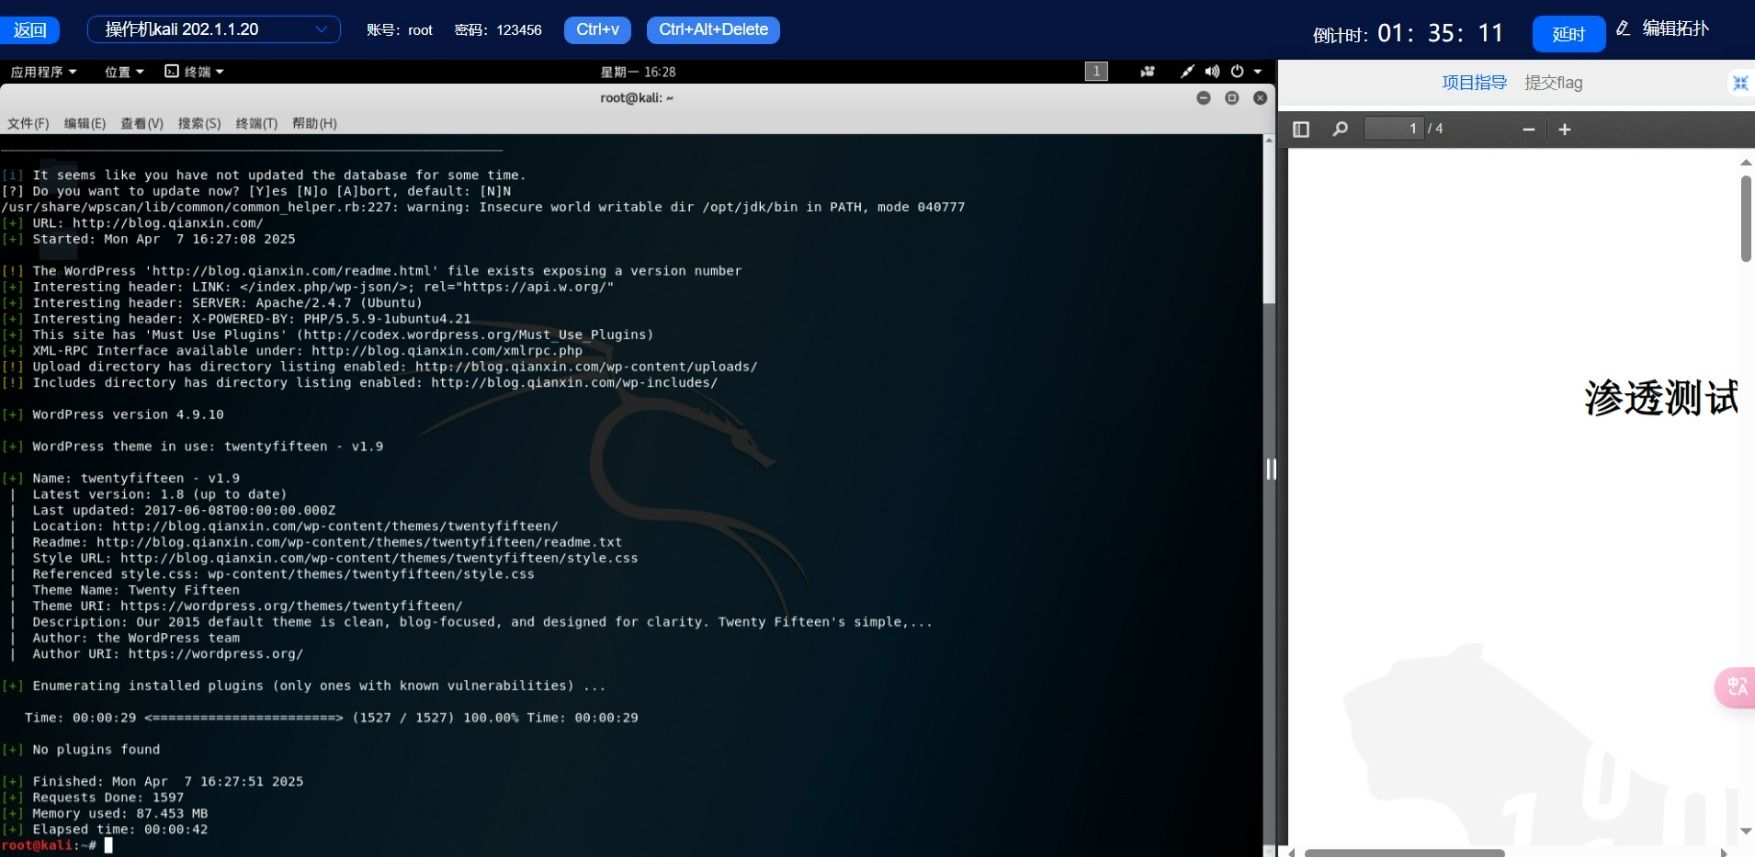 返回 操作机kali 202.1.1.20 账号：root 密码：123456 Ctrl+v Ctrl+Alt+Delete 倒计时：01：35：11 延时 编辑拓扑
应用程序 位置 终端 星期一 16:28 1
root@kali: ~
文件(F) 编辑(E) 查看(V) 搜索(S) 终端(T) 帮助(H)
[i] It seems like you have not updated the database for some time.
[?] Do you want to update now? [Y]es [N]o [A]bort, default: [N]N
/usr/share/wpscan/lib/common/common_helper.rb:227: warning: Insecure world writable dir /opt/jdk/bin in PATH, mode 040777
[+] URL: http://blog.qianxin.com/
[+] Started: Mon Apr  7 16:27:08 2025
[!] The WordPress 'http://blog.qianxin.com/readme.html' file exists exposing a version number
[+] Interesting header: LINK: </index.php/wp-json/>; rel="https://api.w.org/"
[+] Interesting header: SERVER: Apache/2.4.7 (Ubuntu)
[+] Interesting header: X-POWERED-BY: PHP/5.5.9-1ubuntu4.21
[+] This site has 'Must Use Plugins' (http://codex.wordpress.org/Must_Use_Plugins)
[+] XML-RPC Interface available under: http://blog.qianxin.com/xmlrpc.php
[!] Upload directory has directory listing enabled: http://blog.qianxin.com/wp-content/uploads/
[!] Includes directory has directory listing enabled: http://blog.qianxin.com/wp-includes/
[+] WordPress version 4.9.10
[+] WordPress theme in use: twentyfifteen - v1.9
[+] Name: twentyfifteen - v1.9
|  Latest version: 1.8 (up to date)
|  Last updated: 2017-06-08T00:00:00.000Z
|  Location: http://blog.qianxin.com/wp-content/themes/twentyfifteen/
|  Readme: http://blog.qianxin.com/wp-content/themes/twentyfifteen/readme.txt
|  Style URL: http://blog.qianxin.com/wp-content/themes/twentyfifteen/style.css
|  Referenced style.css: wp-content/themes/twentyfifteen/style.css
|  Theme Name: Twenty Fifteen
|  Theme URI: https://wordpress.org/themes/twentyfifteen/
|  Description: Our 2015 default theme is clean, blog-focused, and designed for clarity. Twenty Fifteen's simple,...
|  Author: the WordPress team
|  Author URI: https://wordpress.org/
[+] Enumerating installed plugins (only ones with known vulnerabilities) ...
Time: 00:00:29 <=======================> (1527 / 1527) 100.00% Time: 00:00:29
[+] No plugins found
[+] Finished: Mon Apr  7 16:27:51 2025
[+] Requests Done: 1597
[+] Memory used: 87.453 MB
[+] Elapsed time: 00:00:42
root@kali:~#
项目指导 提交flag
1 / 4
渗透测试